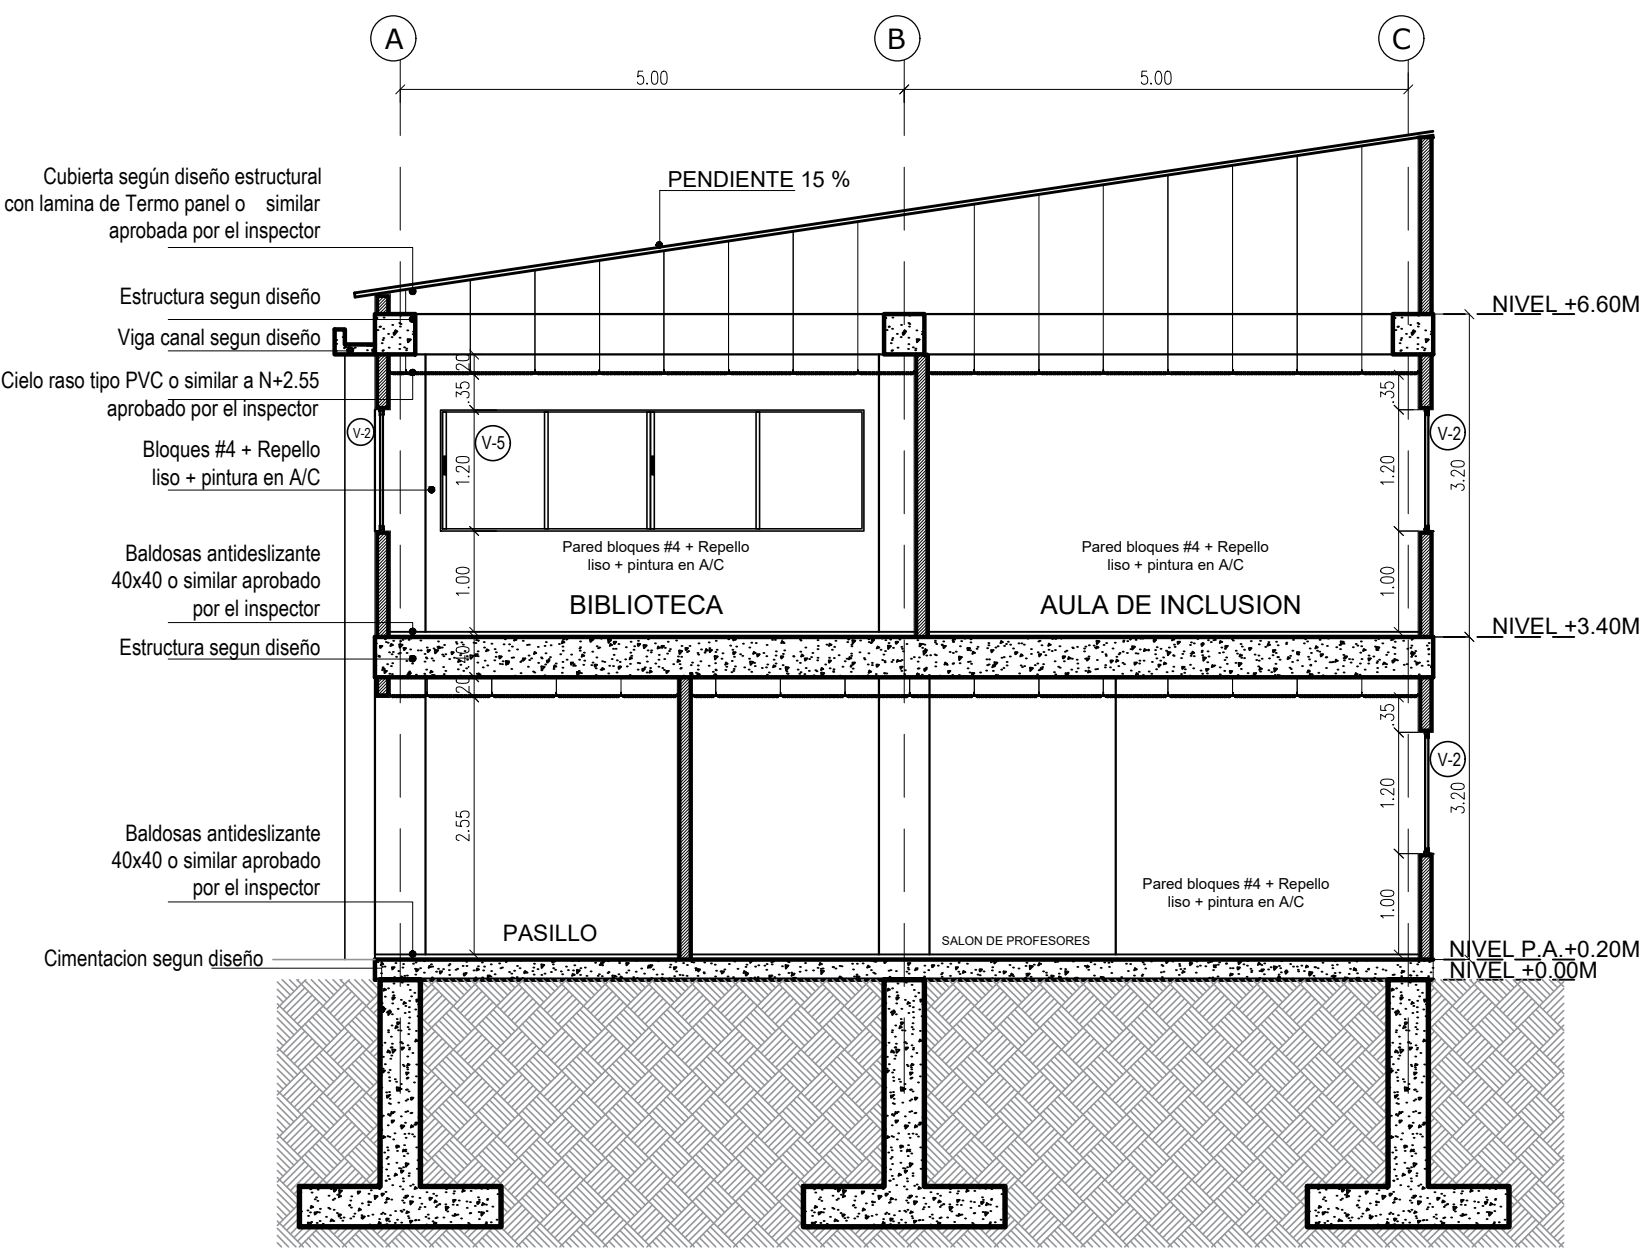 A
B
C
5.00
5.00
Cubierta según diseño estructural
con lamina de Termo panel o similar
aprobada por el inspector
PENDIENTE 15 %
Estructura segun diseño
NIVEL +6.60M
Viga canal segun diseño
.20
Cielo raso tipo PVC o similar a N+2.55
aprobado por el inspector
.35
.35
V-2
V-5
V-2
Bloques #4 + Repello
liso + pintura en A/C
1.20
1.20
3.20
Baldosas antideslizante
40x40 o similar aprobado
por el inspector
Pared bloques #4 + Repello
liso + pintura en A/C
Pared bloques #4 + Repello
liso + pintura en A/C
1.00
1.00
BIBLIOTECA
AULA DE INCLUSION
NIVEL +3.40M
Estructura segun diseño
.40
.20
.35
V-2
1.20
3.20
2.55
Baldosas antideslizante
40x40 o similar aprobado
por el inspector
Pared bloques #4 + Repello
liso + pintura en A/C
1.00
PASILLO
SALON DE PROFESORES
NIVEL P.A.+0.20M
Cimentacion segun diseño
NIVEL +0.00M